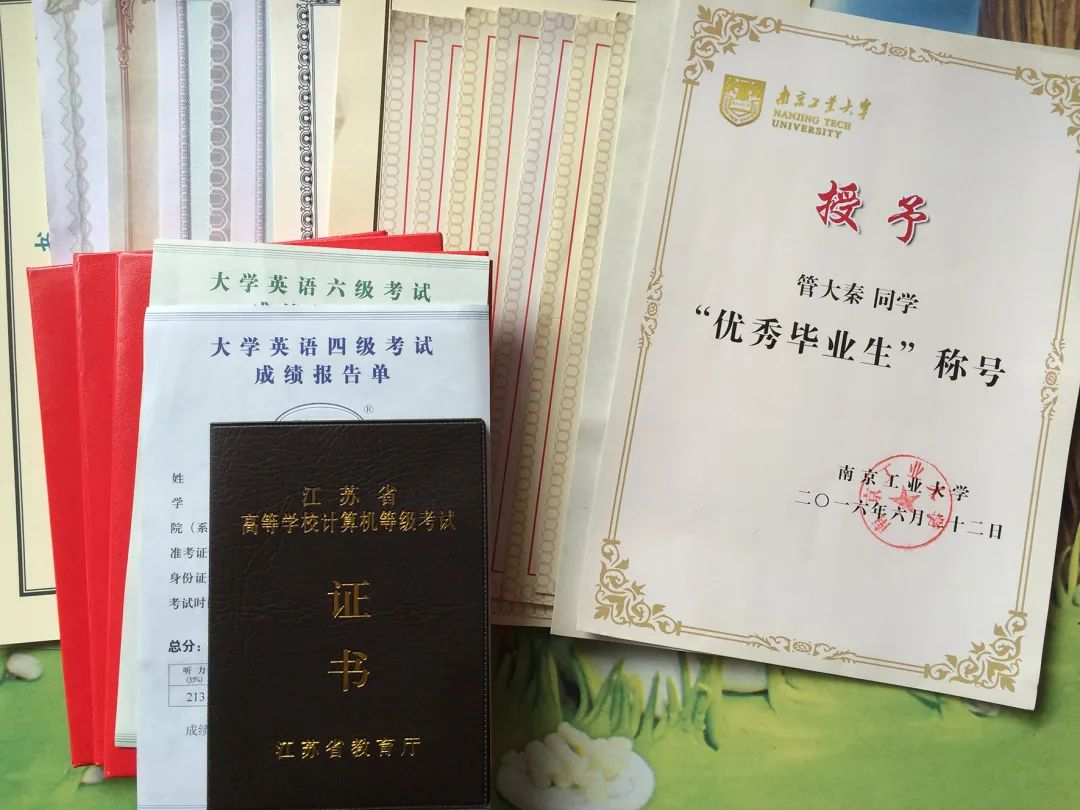 大学英语六级考试
大学英语四级考试
成绩报告单
®
姓
学
院（系
准考证
身份证
考试时
总分：
听力
(35%)
213
成绩
江苏省
高等学校计算机等级考试
证
书
江苏省教育厅
南京工业大学
NANJING TECH
UNIVERSITY
授予
管大秦 同学
“优秀毕业生”称号
南京工业大学
二〇一六年六月二十二日